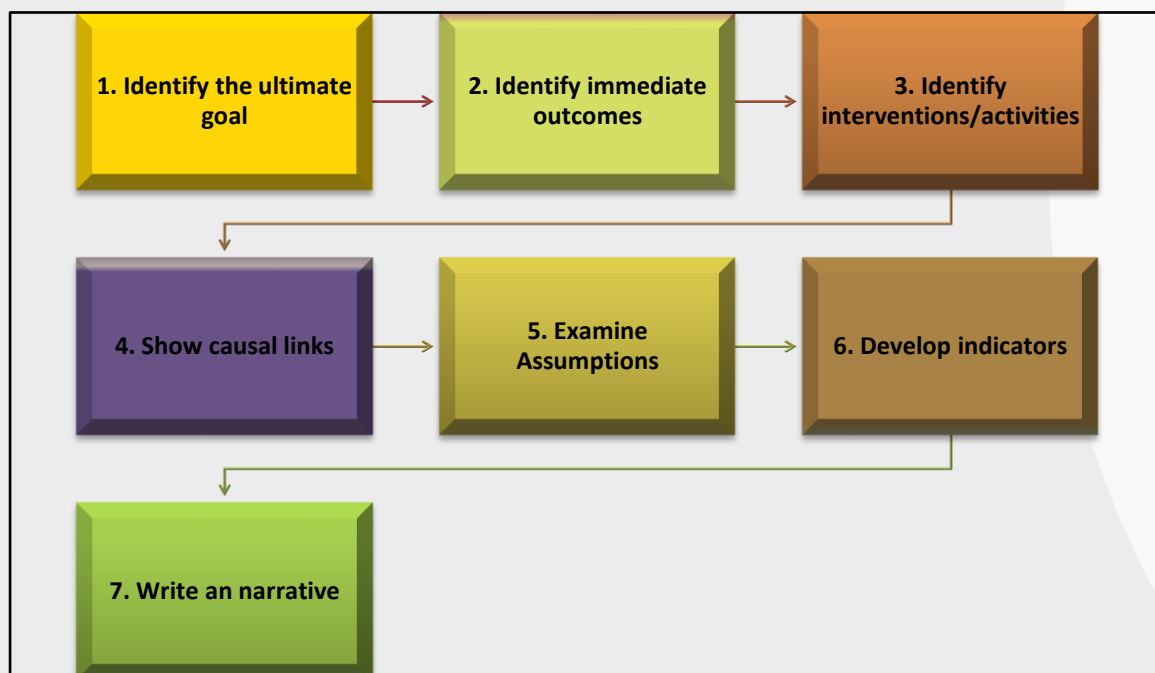 1. Identify the ultimate
goal
2. Identify immediate
outcomes
3. Identify
interventions/activities
4. Show causal links
5. Examine
Assumptions
6. Develop indicators
7. Write an narrative